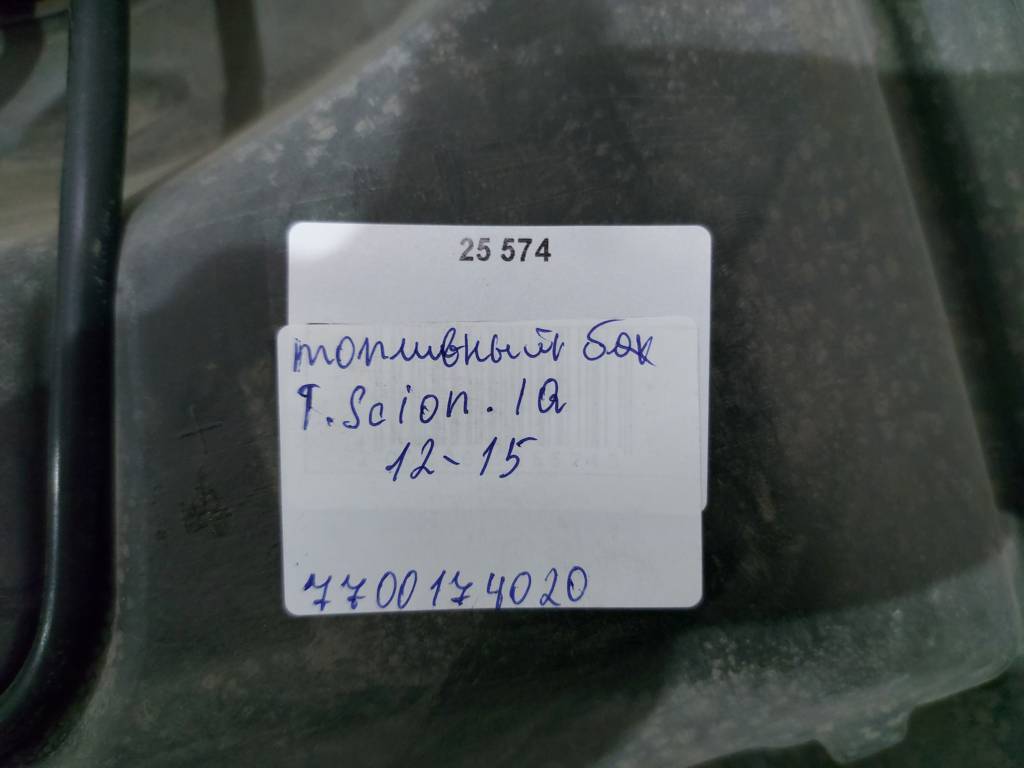 25 574
топливный бак
T. Scion. IQ
12-15
7700174020